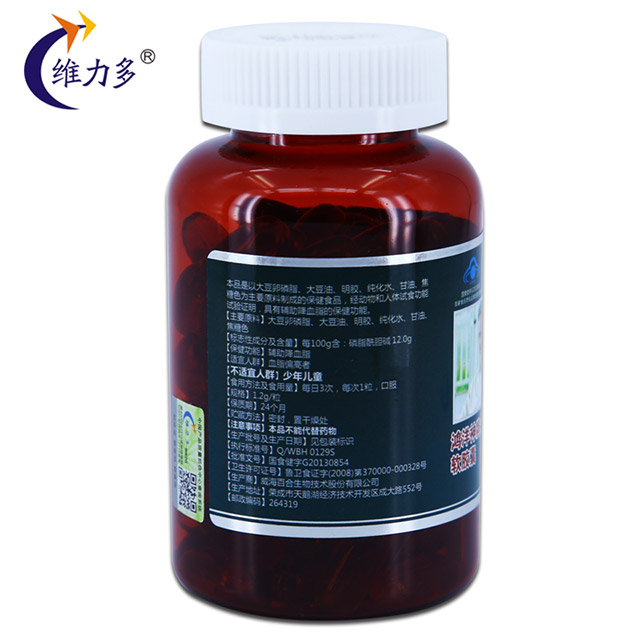 维力多®
本品是以大豆卵磷脂、大豆油、明胶、纯化水、甘油、焦
糖色为主要原料制成的保健食品，经动物和人体试食功能
试验证明，具有辅助降血脂的保健功能。
【主要原料】大豆卵磷脂、大豆油、明胶、纯化水、甘油、
焦糖色
【标志性成分及含量】每100g含：磷脂酰胆碱 12.0g
【保健功能】辅助降血脂
【适宜人群】血脂偏高者
【不适宜人群】少年儿童
【食用方法及食用量】每日3次，每次1粒，口服
【规格】1.2g/粒
【保质期】24个月
【贮藏方法】密封，置干燥处
【注意事项】本品不能代替药物
【生产批号及生产日期】见包装标识
【执行标准号】Q/WBH 0129S
【批准文号】国食健字G20130854
【卫生许可证号】鲁卫食证字(2008)第370000-000328号
【生产商】威海百合生物技术股份有限公司
【生产地址】荣成市天鹅湖经济技术开发区成大路552号
【邮政编码】264319
鸿洋神
软胶囊